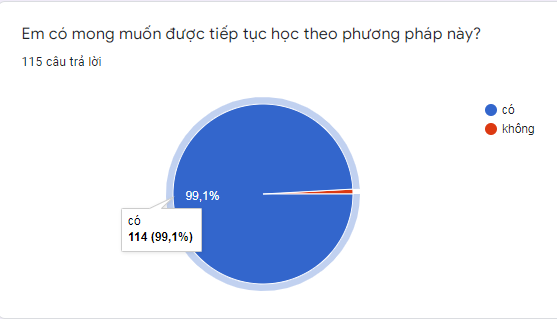 Em có mong muốn được tiếp tục học theo phương pháp này?
115 câu trả lời
có
không
99,1%
có
114 (99,1%)